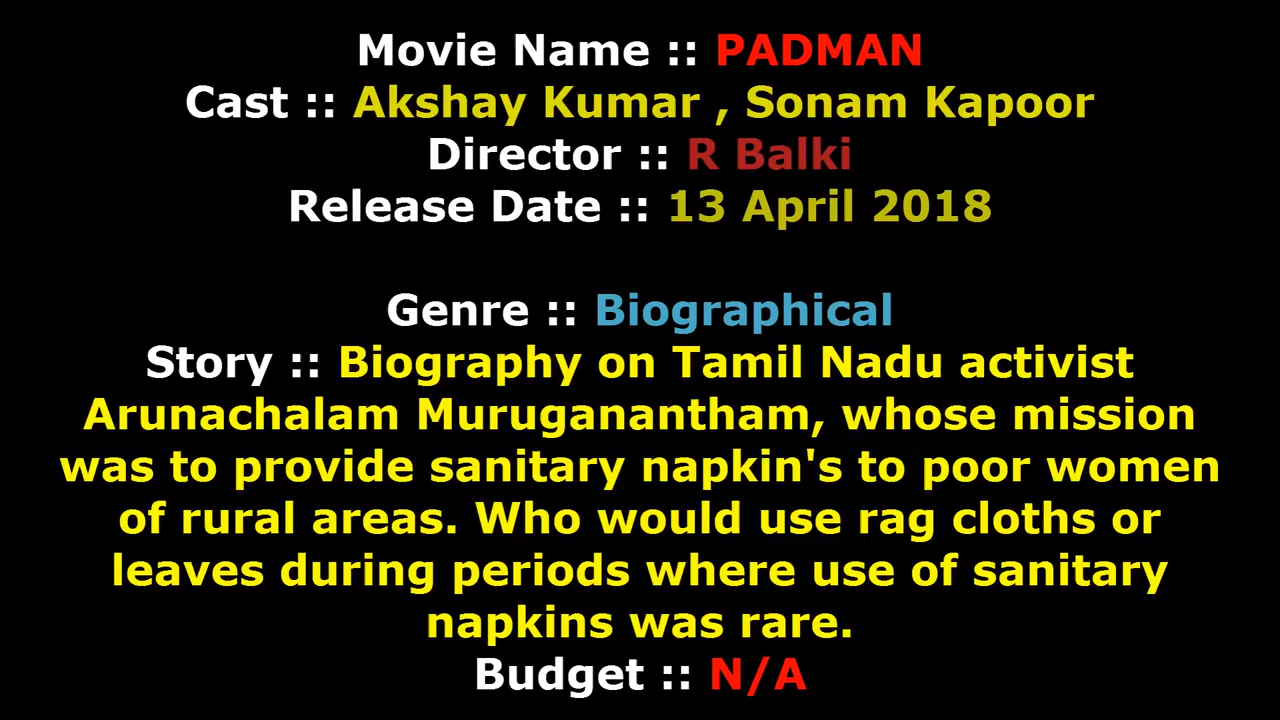 Movie Name :: PADMAN
Cast :: Akshay Kumar , Sonam Kapoor
Director :: R Balki
Release Date :: 13 April 2018
Genre :: Biographical
Story :: Biography on Tamil Nadu activist
Arunachalam Muruganantham, whose mission
was to provide sanitary napkin's to poor women
of rural areas. Who would use rag cloths or
leaves during periods where use of sanitary
napkins was rare.
Budget :: N/A